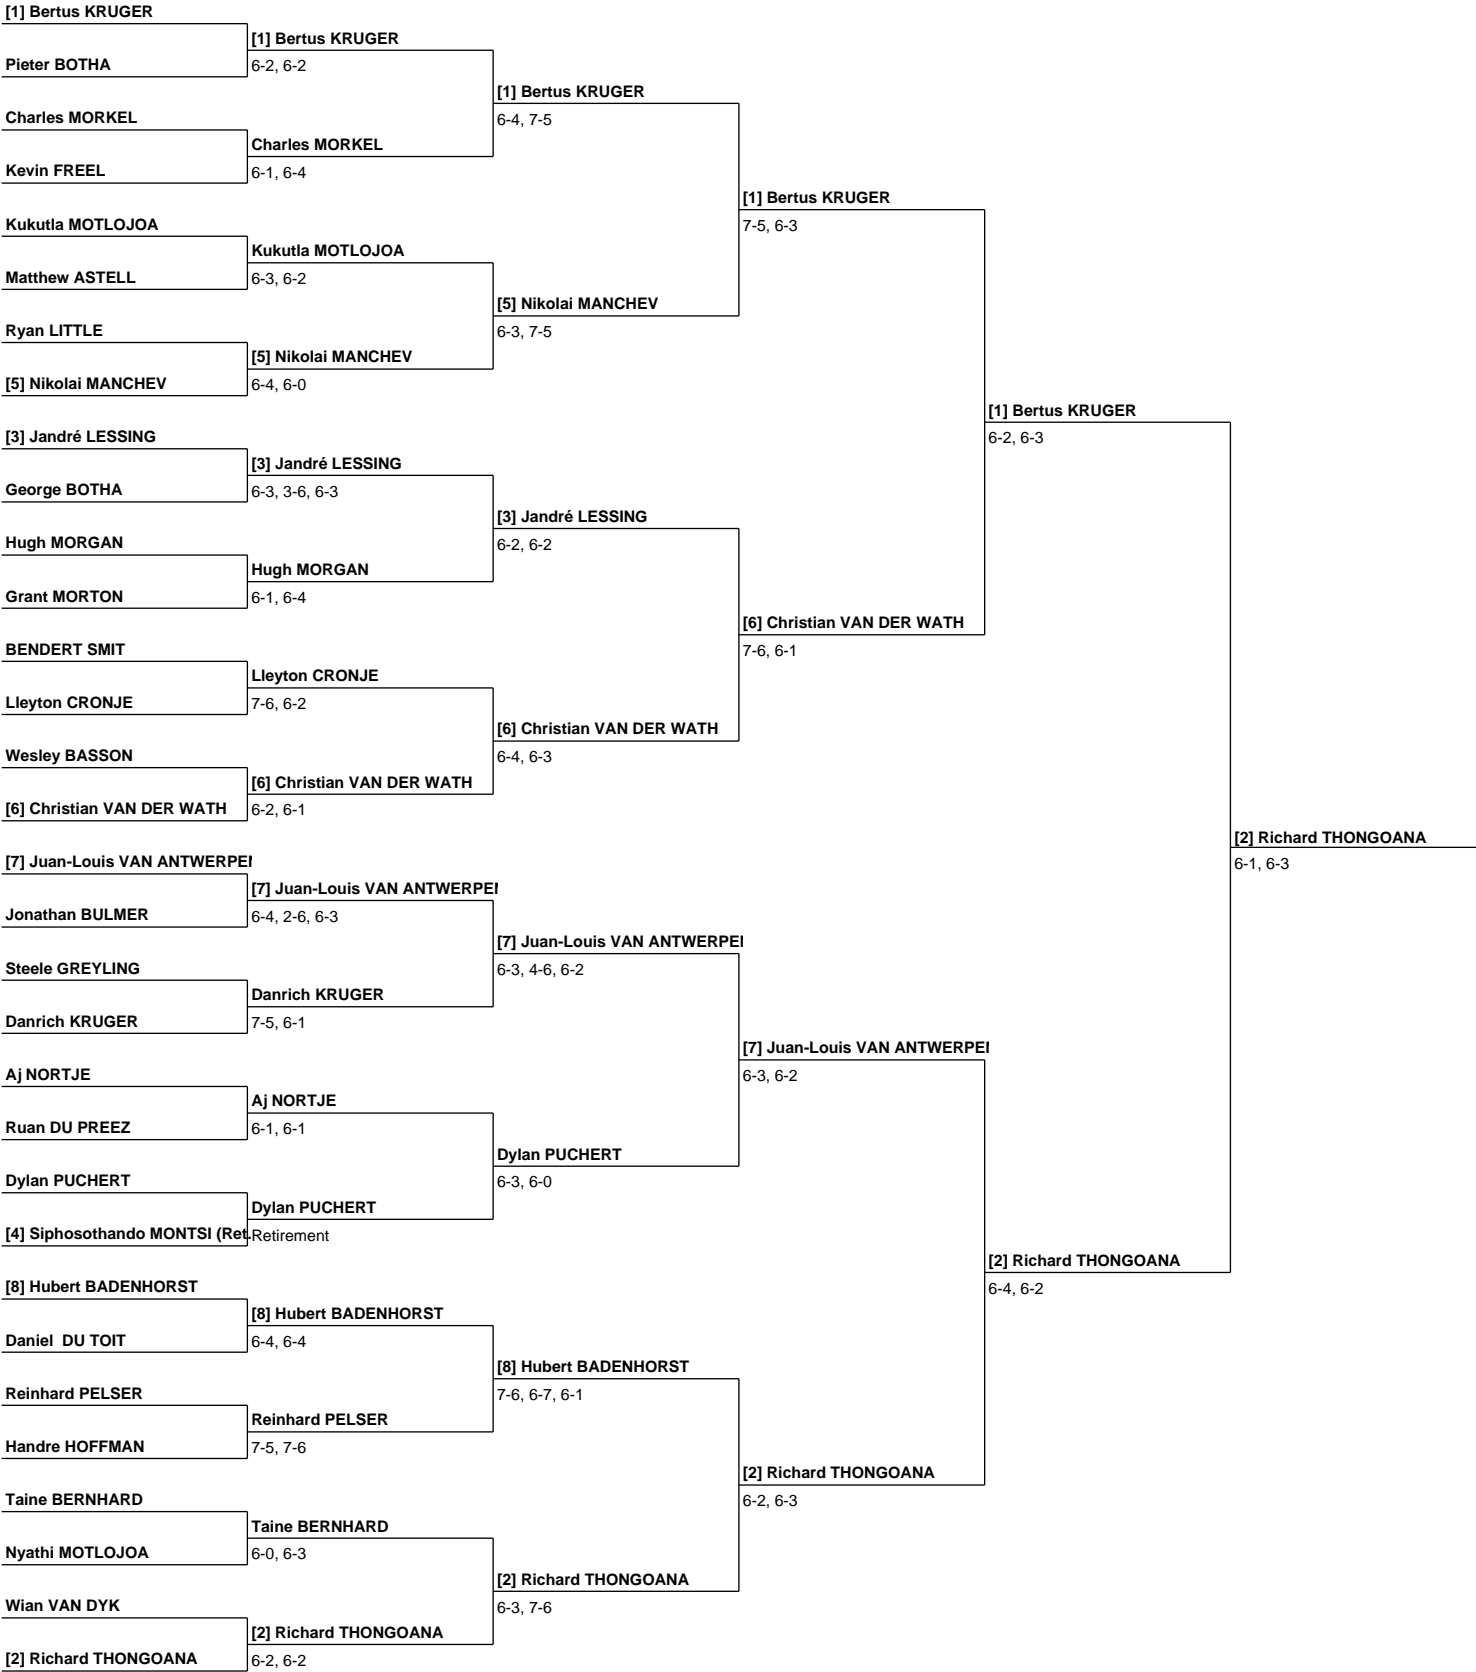 [1] Bertus KRUGER
[1] Bertus KRUGER
Pieter BOTHA
6-2, 6-2
[1] Bertus KRUGER
Charles MORKEL
6-4, 7-5
Charles MORKEL
Kevin FREEL
6-1, 6-4
[1] Bertus KRUGER
Kukutla MOTLOJOA
7-5, 6-3
Kukutla MOTLOJOA
Matthew ASTELL
6-3, 6-2
[5] Nikolai MANCHEV
Ryan LITTLE
6-3, 7-5
[5] Nikolai MANCHEV
[5] Nikolai MANCHEV
6-4, 6-0
[1] Bertus KRUGER
[3] Jandré LESSING
6-2, 6-3
[3] Jandré LESSING
George BOTHA
6-3, 3-6, 6-3
[3] Jandré LESSING
Hugh MORGAN
6-2, 6-2
Hugh MORGAN
Grant MORTON
6-1, 6-4
[6] Christian VAN DER WATH
BENDERT SMIT
7-6, 6-1
Lleyton CRONJE
Lleyton CRONJE
7-6, 6-2
[6] Christian VAN DER WATH
Wesley BASSON
6-4, 6-3
[6] Christian VAN DER WATH
[6] Christian VAN DER WATH
6-2, 6-1
[2] Richard THONGOANA
[7] Juan-Louis VAN ANTWERPEN
6-1, 6-3
[7] Juan-Louis VAN ANTWERPEN
Jonathan BULMER
6-4, 2-6, 6-3
[7] Juan-Louis VAN ANTWERPEN
Steele GREYLING
6-3, 4-6, 6-2
Danrich KRUGER
Danrich KRUGER
7-5, 6-1
[7] Juan-Louis VAN ANTWERPEN
Aj NORTJE
6-3, 6-2
Aj NORTJE
Ruan DU PREEZ
6-1, 6-1
Dylan PUCHERT
Dylan PUCHERT
6-3, 6-0
Dylan PUCHERT
[4] Siphosothando MONTSI (Ret.
Retirement
[2] Richard THONGOANA
[8] Hubert BADENHORST
6-4, 6-2
[8] Hubert BADENHORST
Daniel DU TOIT
6-4, 6-4
[8] Hubert BADENHORST
Reinhard PELSER
7-6, 6-7, 6-1
Reinhard PELSER
Handre HOFFMAN
7-5, 7-6
[2] Richard THONGOANA
Taine BERNHARD
6-2, 6-3
Taine BERNHARD
Nyathi MOTLOJOA
6-0, 6-3
[2] Richard THONGOANA
Wian VAN DYK
6-3, 7-6
[2] Richard THONGOANA
[2] Richard THONGOANA
6-2, 6-2